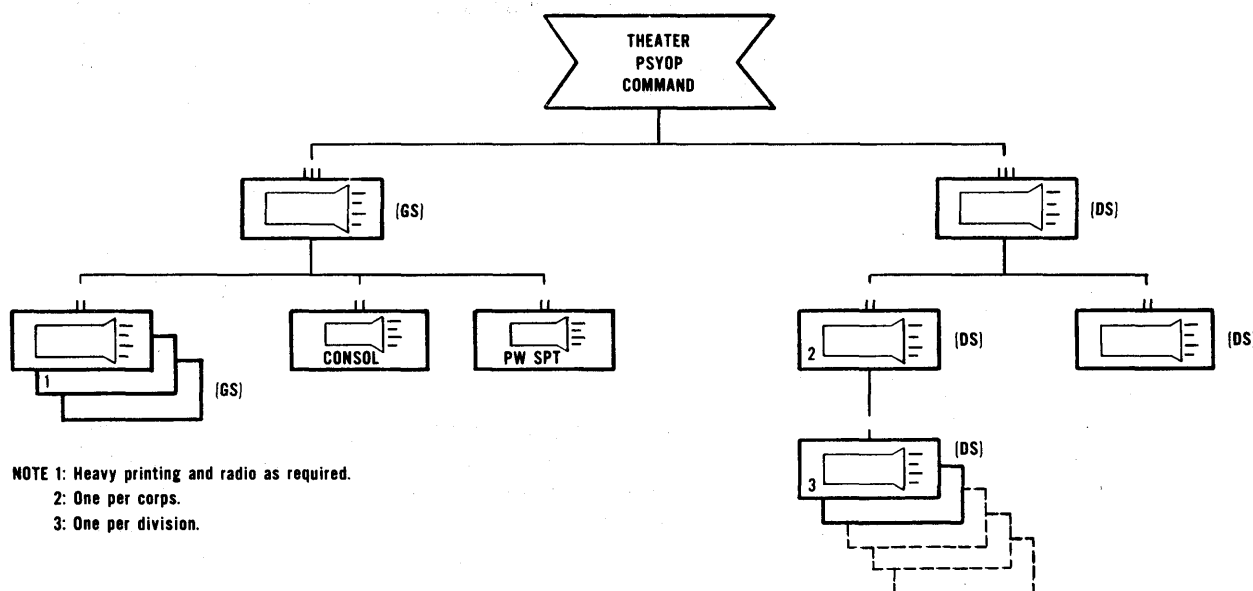 THEATER
PSYOP
COMMAND
(GS)
(DS)
1
(GS)
CONSOL
PW SPT
2
(DS)
(DS
3
(DS)
NOTE 1: Heavy printing and radio as required.
2: One per corps.
3: One per division.